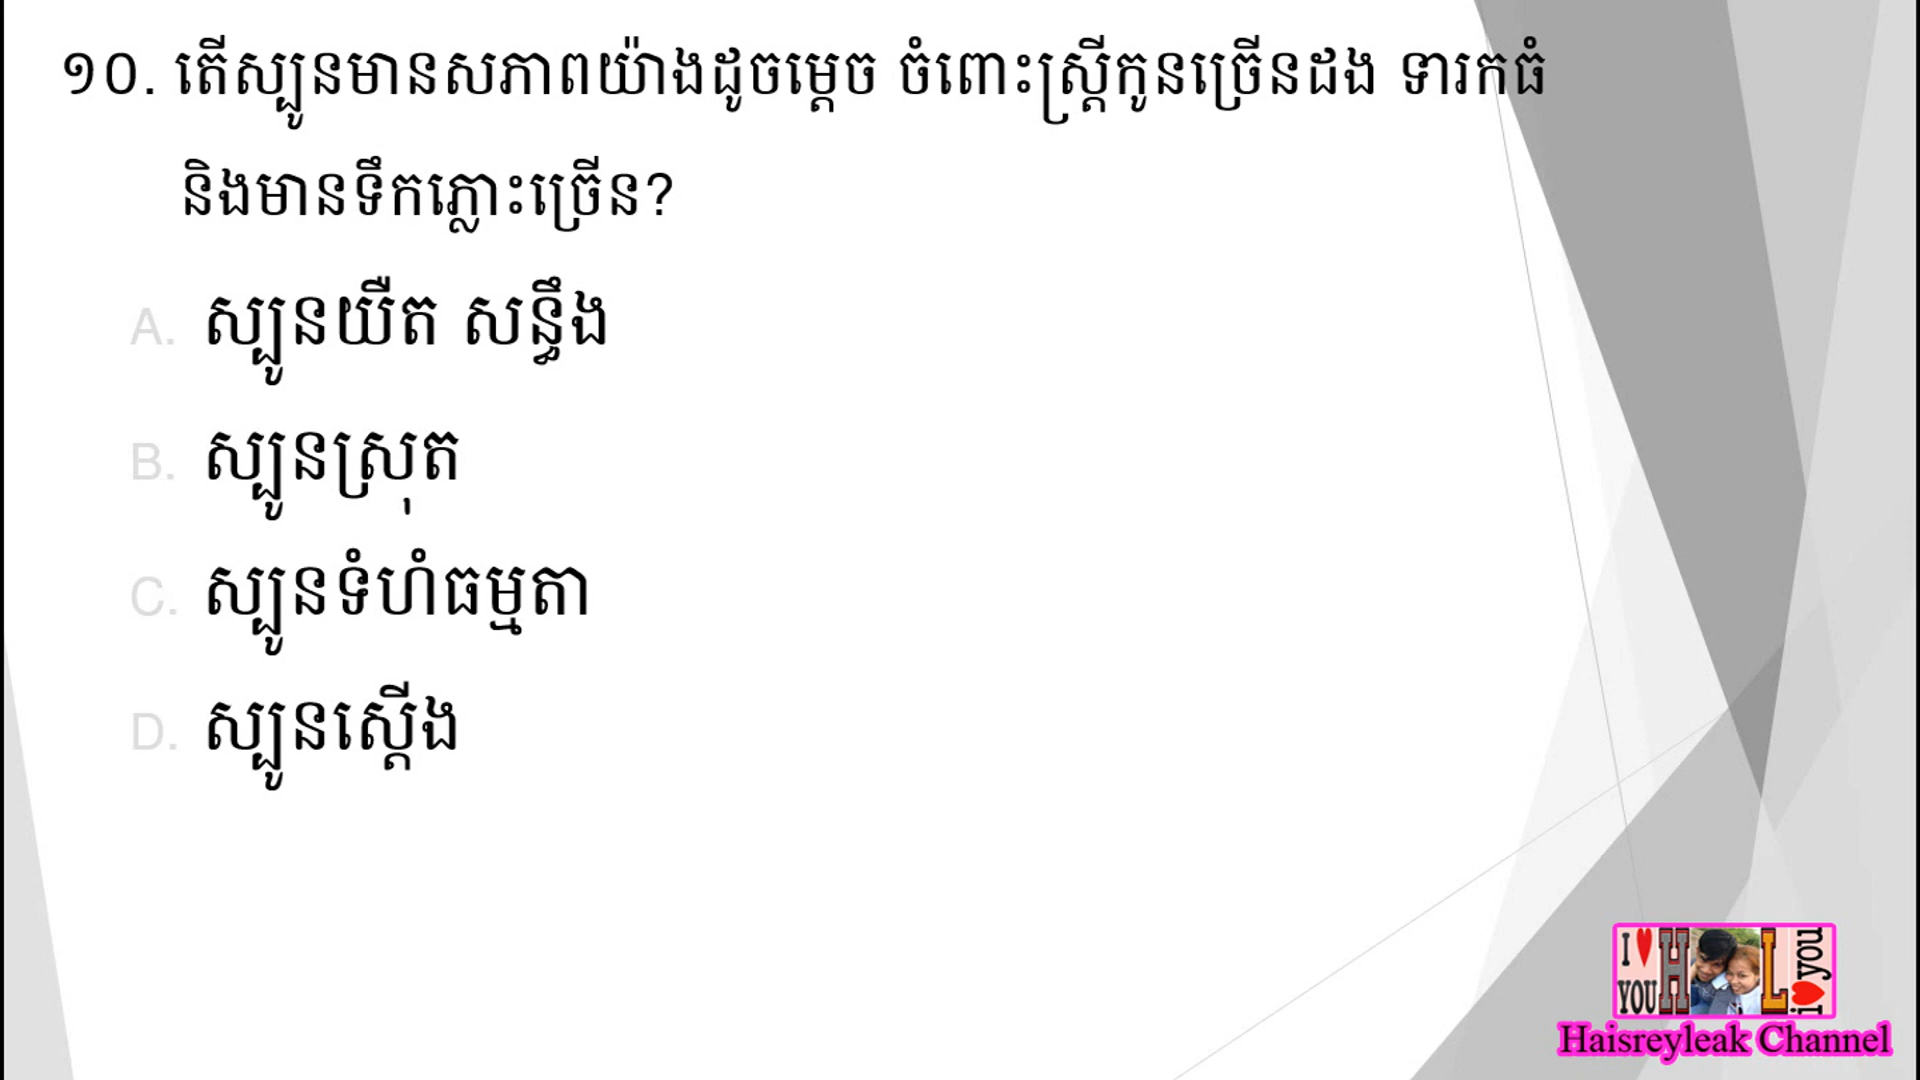 ១០. តើស្បូនមានសភាពយ៉ាងដូចម្ដេច ចំពោះស្ត្រីកូនច្រើនដង ទារកធំ
និងមានទឹកភ្លោះច្រើន?
A. ស្បូនយឺត សន្ធឹង
B. ស្បូនស្រុត
C. ស្បូនទំហំធម្មតា
D. ស្បូនស្ដើង
I ♥ YOU H L i ♥ you
Haisreyleak Channel